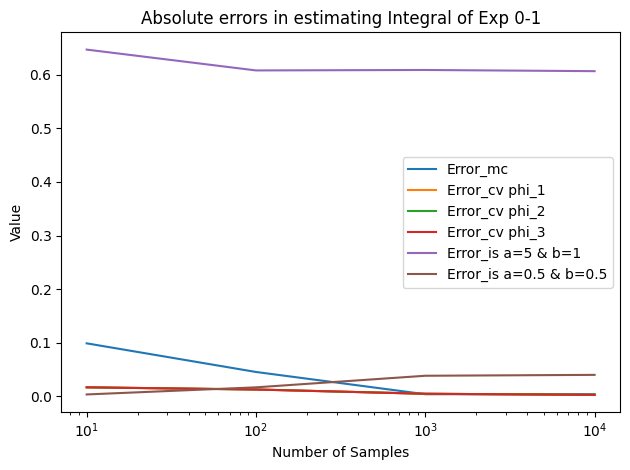 Absolute errors in estimating Integral of Exp 0-1
Value
0.6
0.5
0.4
0.3
0.2
0.1
0.0
Error_mc
Error_cv phi_1
Error_cv phi_2
Error_cv phi_3
Error_is a=5 & b=1
Error_is a=0.5 & b=0.5
10¹ 10² 10³ 10⁴
Number of Samples